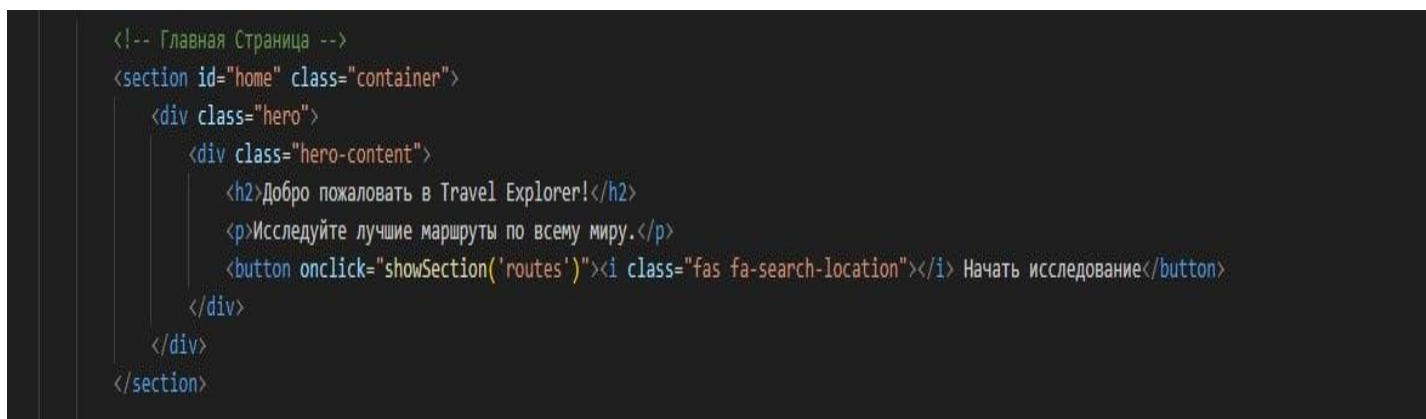 <!-- Главная Страница -->
<section id="home" class="container">
<div class="hero">
<div class="hero-content">
<h2>Добро пожаловать в Travel Explorer!</h2>
<p>Исследуйте лучшие маршруты по всему миру.</p>
<button onclick="showSection('routes')"><i class="fas fa-search-location"></i> Начать исследование</button>
</div>
</div>
</section>